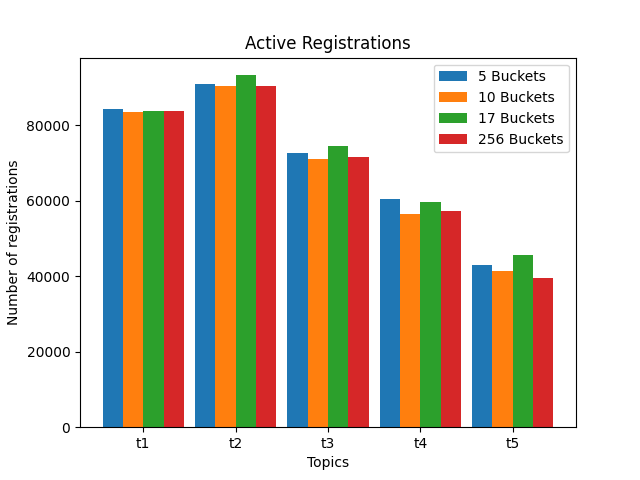 Active Registrations
5 Buckets
10 Buckets
17 Buckets
256 Buckets
Number of registrations
80000
60000
40000
20000
0
t1 t2 t3 t4 t5
Topics